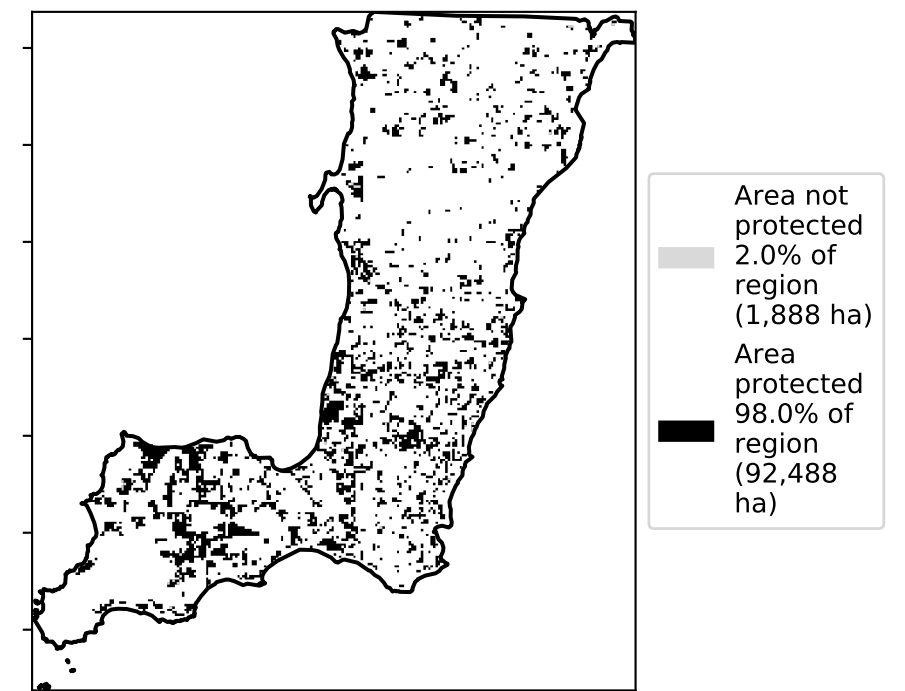 Area not
protected
2.0% of
region
(1,888 ha)
Area
protected
98.0% of
region
(92,488
ha)